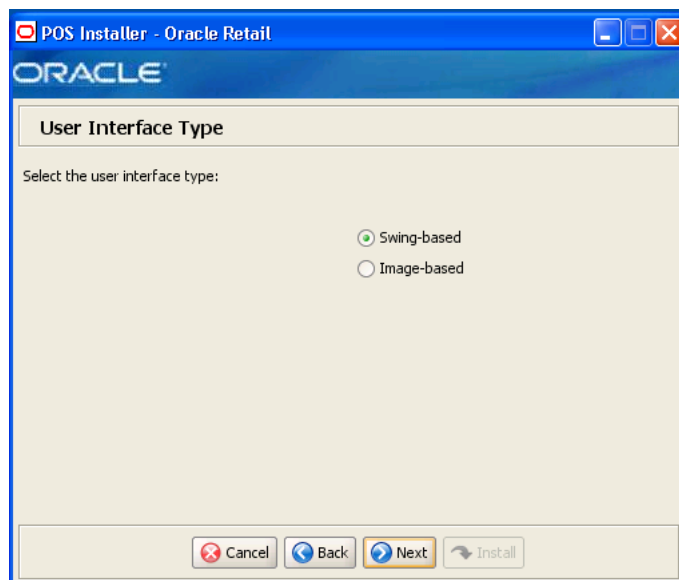 POS Installer - Oracle Retail
ORACLE
User Interface Type
Select the user interface type:
Swing-based
Image-based
Cancel Back Next Install